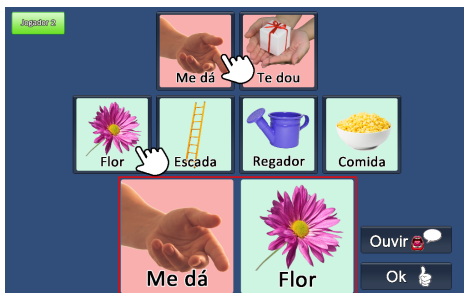 Jogador 2
Me dá Te dou
Flor Escada Regador Comida
Me dá Flor
Ouvir
Ok